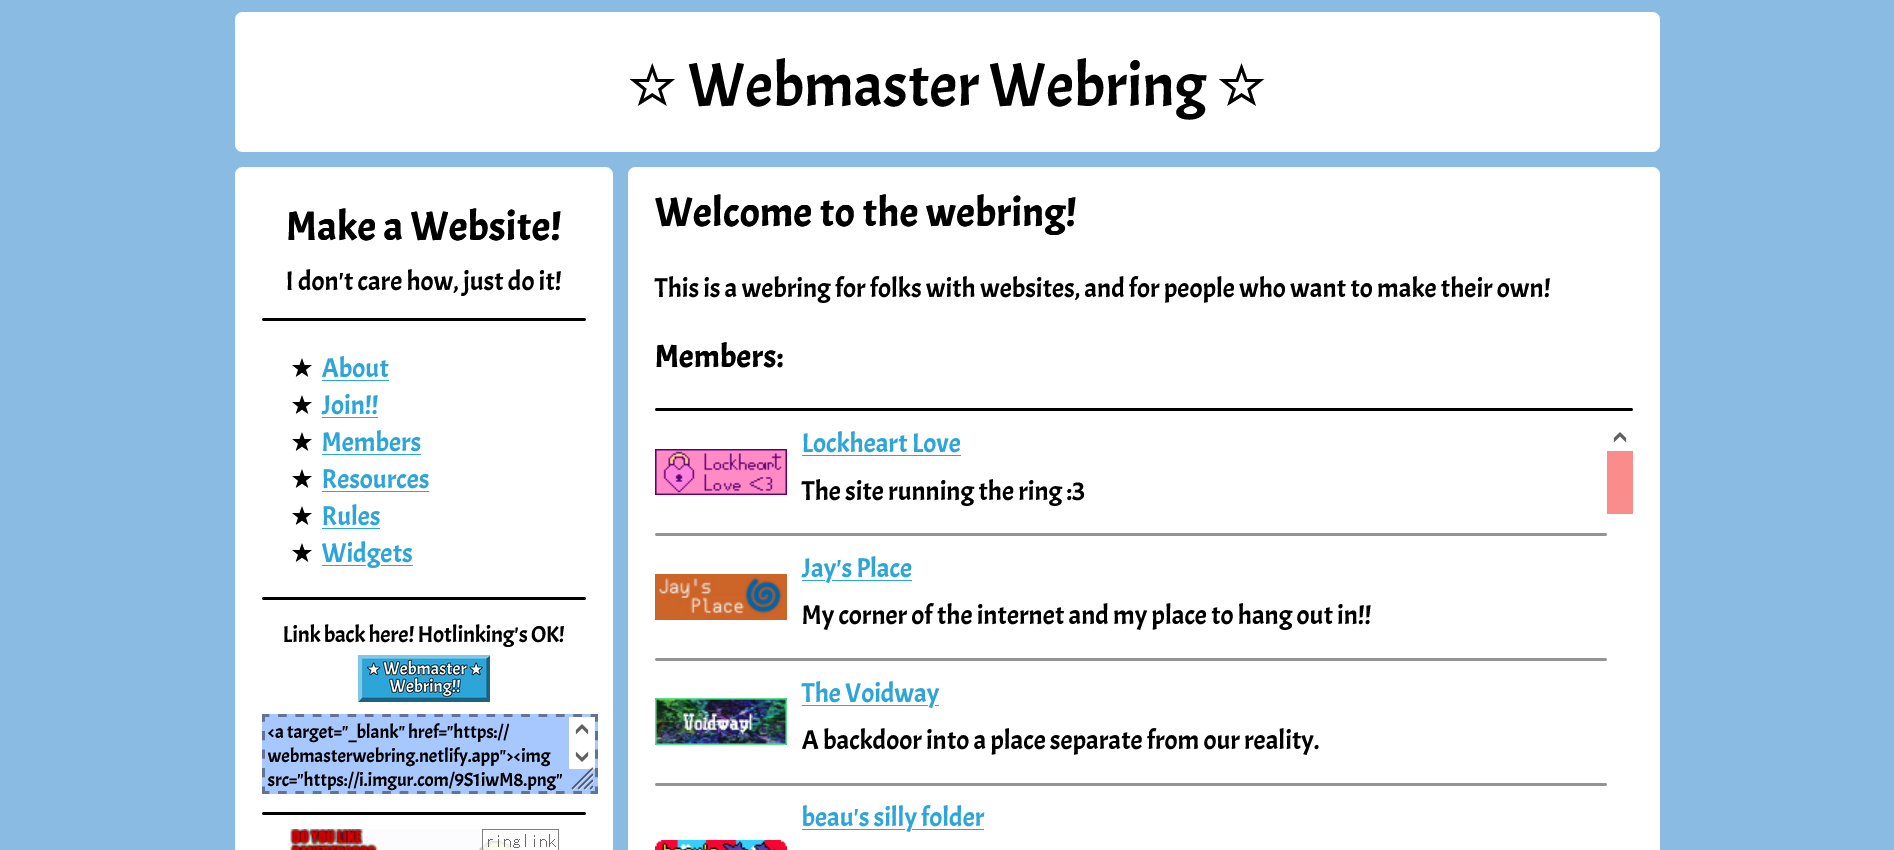 ☆ Webmaster Webring ☆
Make a Website!
I don't care how, just do it!
★ About
★ Join!!
★ Members
★ Resources
★ Rules
★ Widgets
Link back here! Hotlinking's OK!
★ Webmaster ★
Webring!!
<a target="_blank" href="https://
webmasterwebring.netlify.app"><img
src="https://i.imgur.com/9S1iwM8.png"
DO YOU LIKE
ringlink
Welcome to the webring!
This is a webring for folks with websites, and for people who want to make their own!
Members:
Lockheart
Love <3
Lockheart Love
The site running the ring :3
Jay's
Place
Jay's Place
My corner of the internet and my place to hang out in!!
Voidway!
The Voidway
A backdoor into a place separate from our reality.
beau's silly folder